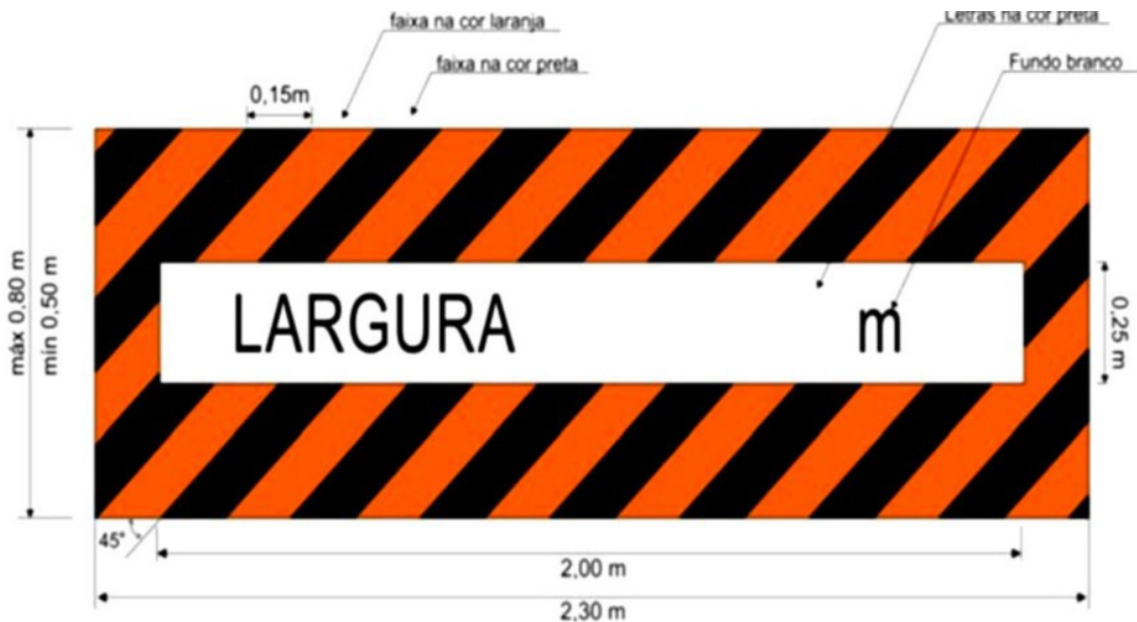 faixa na cor laranja
Letras na cor preta
faixa na cor preta
Fundo branco
0,15m
máx 0,80 m
min 0,50 m
LARGURA m
0,25 m
45°
2,00 m
2,30 m